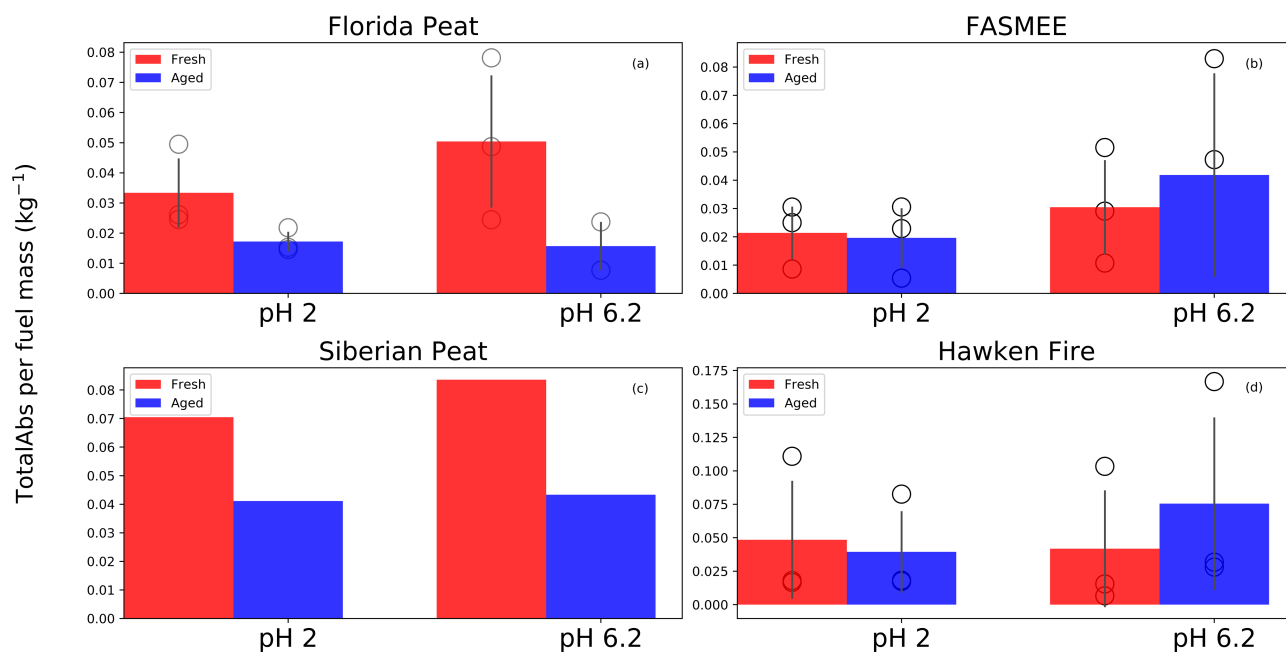 TotalAbs per fuel mass (kg⁻¹)
Florida Peat
Fresh
Aged
(a)
0.08
0.07
0.06
0.05
0.04
0.03
0.02
0.01
0.00
pH 2
pH 6.2
FASMEE
Fresh
Aged
(b)
0.08
0.07
0.06
0.05
0.04
0.03
0.02
0.01
0.00
pH 2
pH 6.2
Siberian Peat
Fresh
Aged
(c)
0.08
0.07
0.06
0.05
0.04
0.03
0.02
0.01
0.00
pH 2
pH 6.2
Hawken Fire
Fresh
Aged
(d)
0.175
0.150
0.125
0.100
0.075
0.050
0.025
0.000
pH 2
pH 6.2